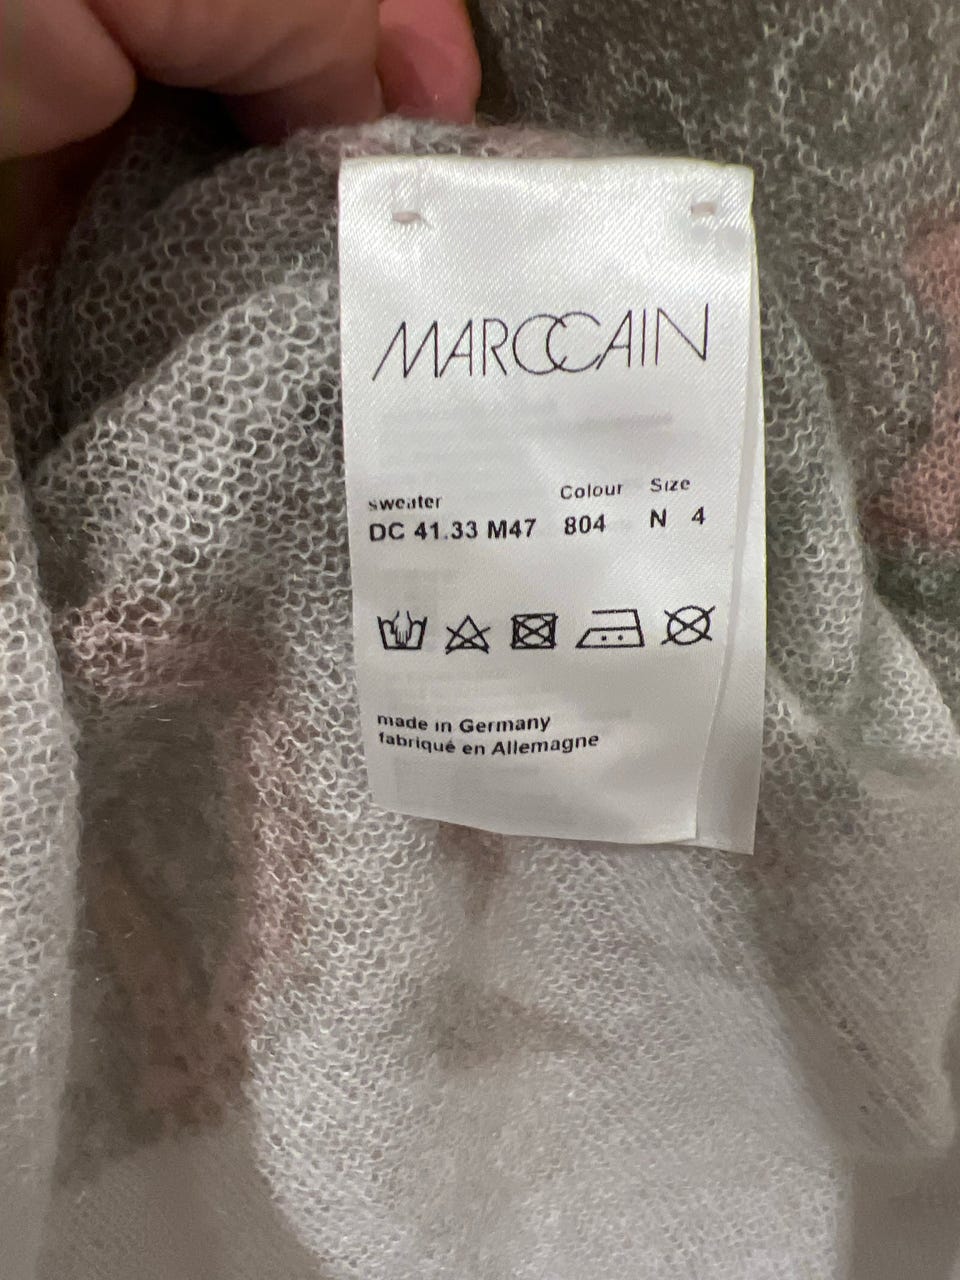 MARCCAIN
sweater Colour Size
DC 41.33 M47 804 N 4
made in Germany
fabriqué en Allemagne